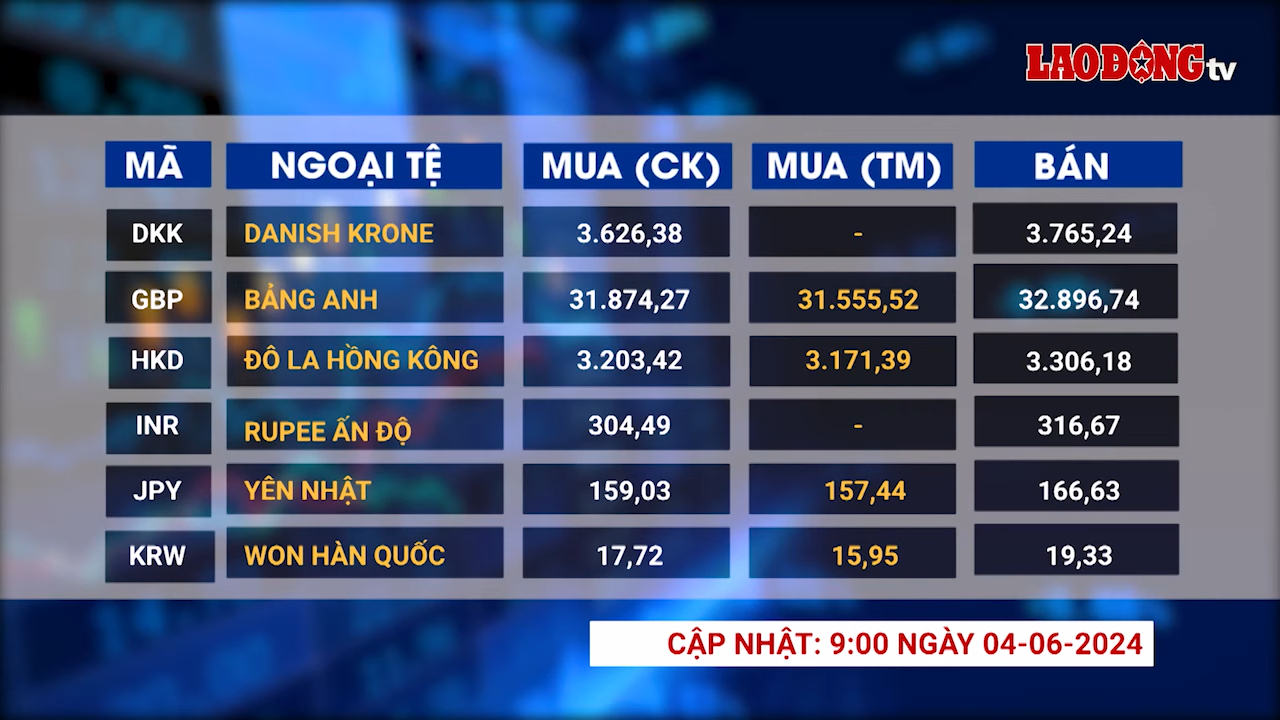 LAO ĐỘNG tv
MÃ NGOẠI TỆ MUA (CK) MUA (TM) BÁN
DKK DANISH KRONE 3.626,38 - 3.765,24
GBP BẢNG ANH 31.874,27 31.555,52 32.896,74
HKD ĐÔ LA HỒNG KÔNG 3.203,42 3.171,39 3.306,18
INR RUPEE ẤN ĐỘ 304,49 - 316,67
JPY YÊN NHẬT 159,03 157,44 166,63
KRW WON HÀN QUỐC 17,72 15,95 19,33
CẬP NHẬT: 9:00 NGÀY 04-06-2024